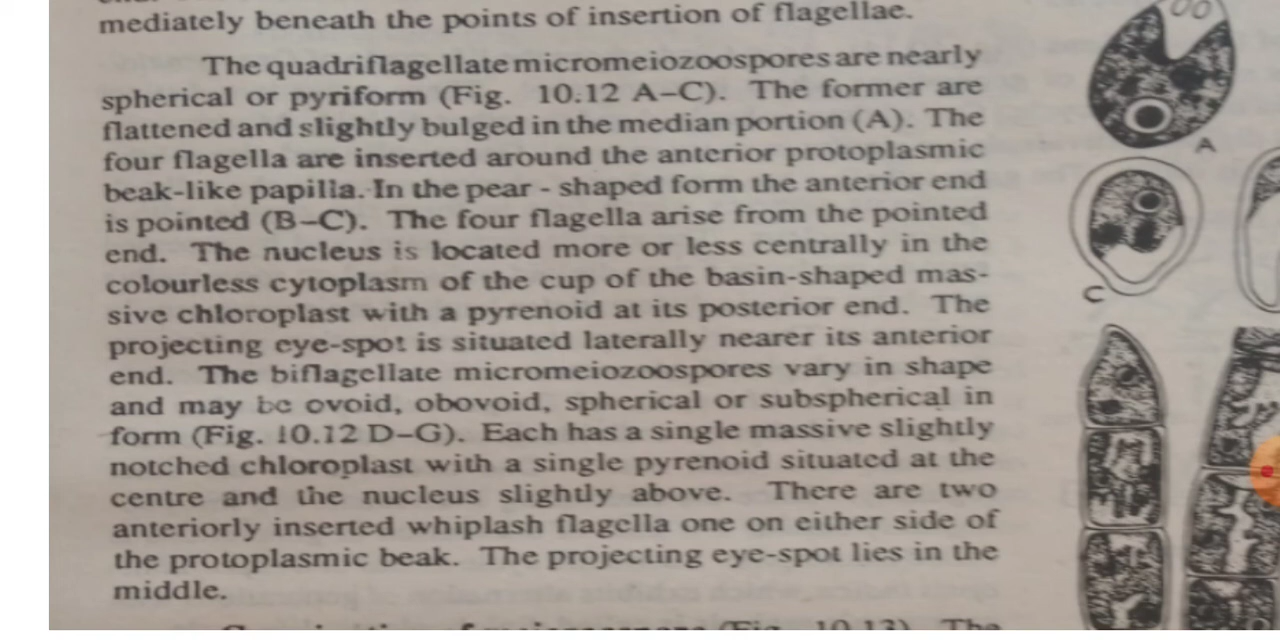 mediately beneath the points of insertion of flagellae.
The quadriflagellate micromeiozoospores are nearly
spherical or pyriform (Fig. 10.12 A–C). The former are
flattened and slightly bulged in the median portion (A). The
four flagella are inserted around the anterior protoplasmic
beak-like papilla. In the pear - shaped form the anterior end
is pointed (B–C). The four flagella arise from the pointed
end. The nucleus is located more or less centrally in the
colourless cytoplasm of the cup of the basin-shaped mas-
sive chloroplast with a pyrenoid at its posterior end. The
projecting eye-spot is situated laterally nearer its anterior
end. The biflagellate micromeiozoospores vary in shape
and may be ovoid, obovoid, spherical or subspherical in
form (Fig. 10.12 D–G). Each has a single massive slightly
notched chloroplast with a single pyrenoid situated at the
centre and the nucleus slightly above. There are two
anteriorly inserted whiplash flagella one on either side of
the protoplasmic beak. The projecting eye-spot lies in the
middle.
(Fig. 10.13). The
A
C